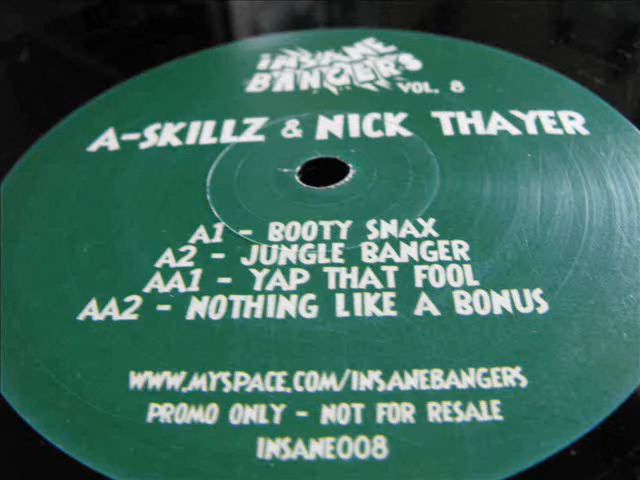 INSANE
BANGERS
VOL. 8
A-SKILLZ & NICK THAYER
A1 - BOOTY SNAX
A2 - JUNGLE BANGER
AA1 - YAP THAT FOOL
AA2 - NOTHING LIKE A BONUS
WWW.MYSPACE.COM/INSANEBANGERS
PROMO ONLY - NOT FOR RESALE
INSANE008